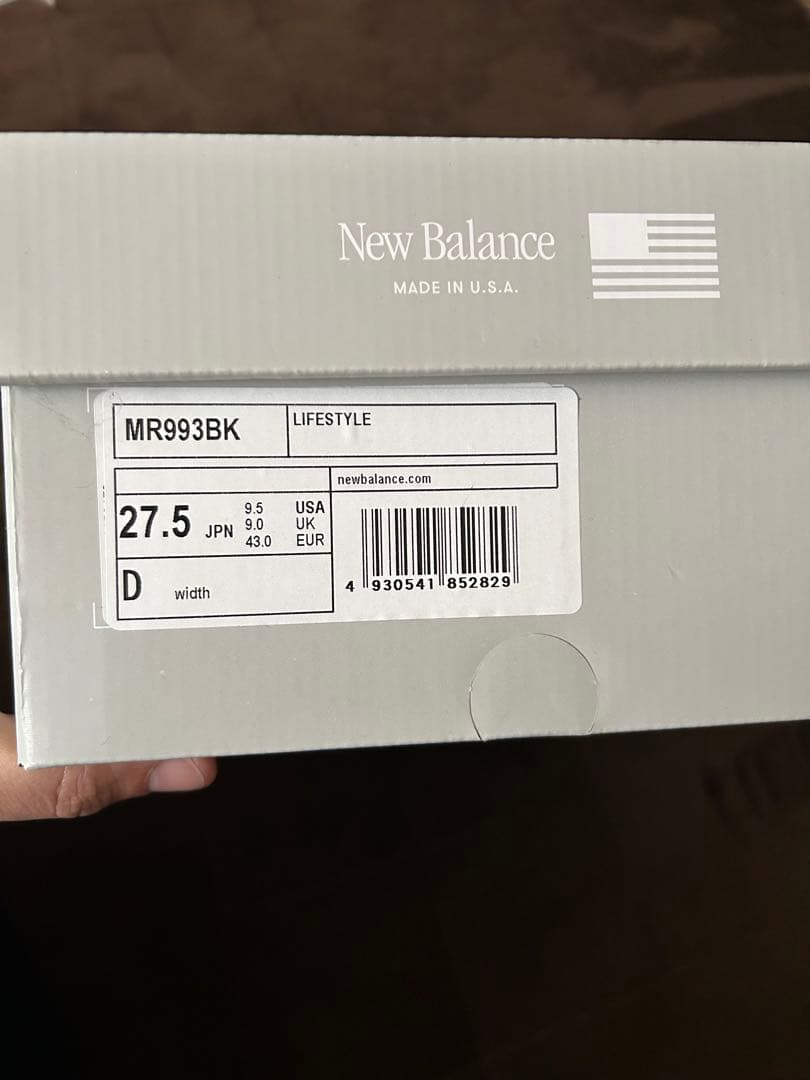 New Balance
MADE IN U.S.A.
MR993BK
LIFESTYLE
newbalance.com
27.5 JPN
9.5 USA
9.0 UK
43.0 EUR
D width
4 930541 852829